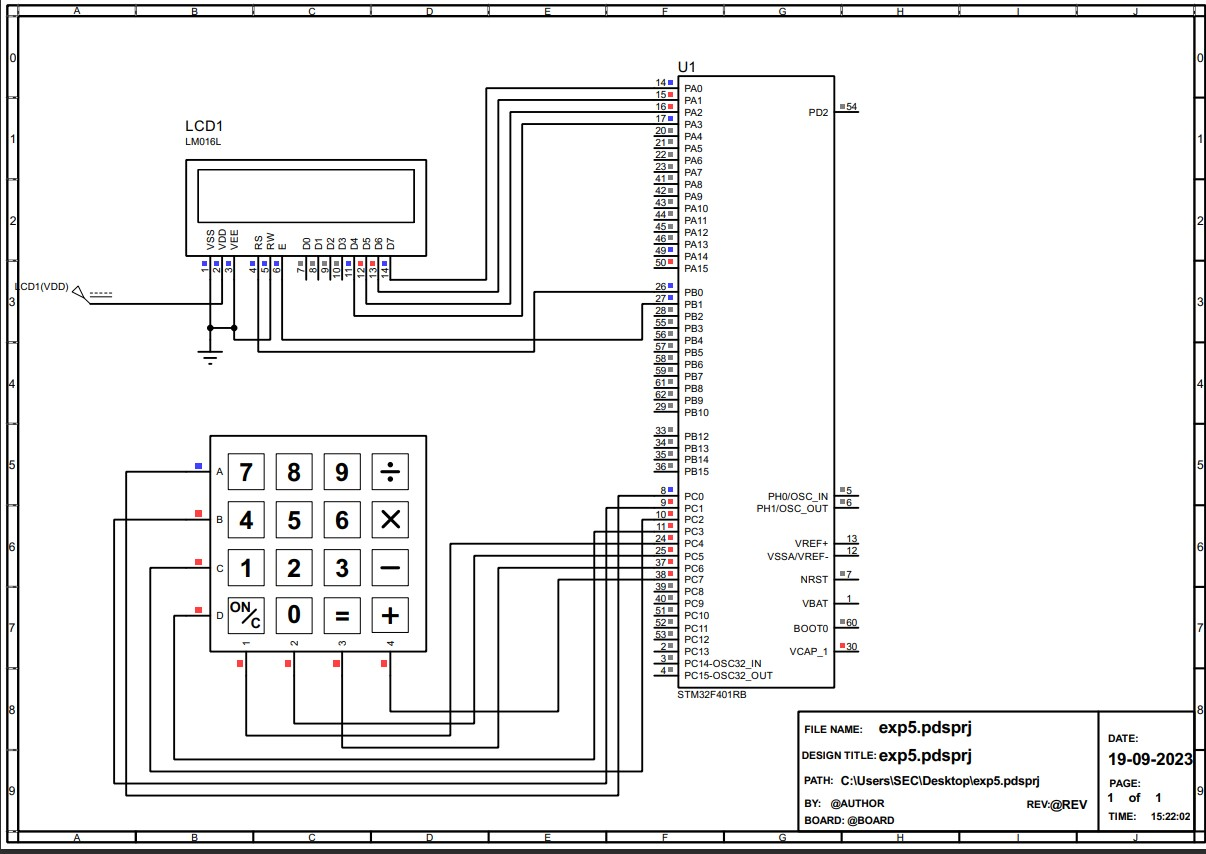 A B C D E F G H I J
0 0
1 1
2 2
3 3
4 4
5 5
6 6
7 7
8 8
9 9
LCD1
LM016L
VSS VDD VEE RS RW E D0 D1 D2 D3 D4 D5 D6 D7
1 2 3 4 5 6 7 8 9 10 11 12 13 14
LCD1(VDD)
A 7 8 9 ÷
B 4 5 6 ×
C 1 2 3 −
D ON/C 0 = +
1 2 3 4
U1
14 PA0
15 PA1
16 PA2
17 PA3
20 PA4
21 PA5
22 PA6
23 PA7
41 PA8
42 PA9
43 PA10
44 PA11
45 PA12
46 PA13
49 PA14
50 PA15
26 PB0
27 PB1
28 PB2
55 PB3
56 PB4
57 PB5
58 PB6
59 PB7
61 PB8
62 PB9
29 PB10
33 PB12
34 PB13
35 PB14
36 PB15
8 PC0
9 PC1
10 PC2
11 PC3
24 PC4
25 PC5
37 PC6
38 PC7
39 PC8
40 PC9
51 PC10
52 PC11
53 PC12
2 PC13
3 PC14-OSC32_IN
4 PC15-OSC32_OUT
PD2 54
PH0/OSC_IN 5
PH1/OSC_OUT 6
VREF+ 13
VSSA/VREF- 12
NRST 7
VBAT 1
BOOT0 60
VCAP_1 30
STM32F401RB
FILE NAME: exp5.pdsprj
DESIGN TITLE: exp5.pdsprj
PATH: C:\Users\SEC\Desktop\exp5.pdsprj
BY: @AUTHOR REV:@REV
BOARD: @BOARD
DATE:
19-09-2023
PAGE:
1 of 1
TIME: 15:22:02
A B C D E F G H I J